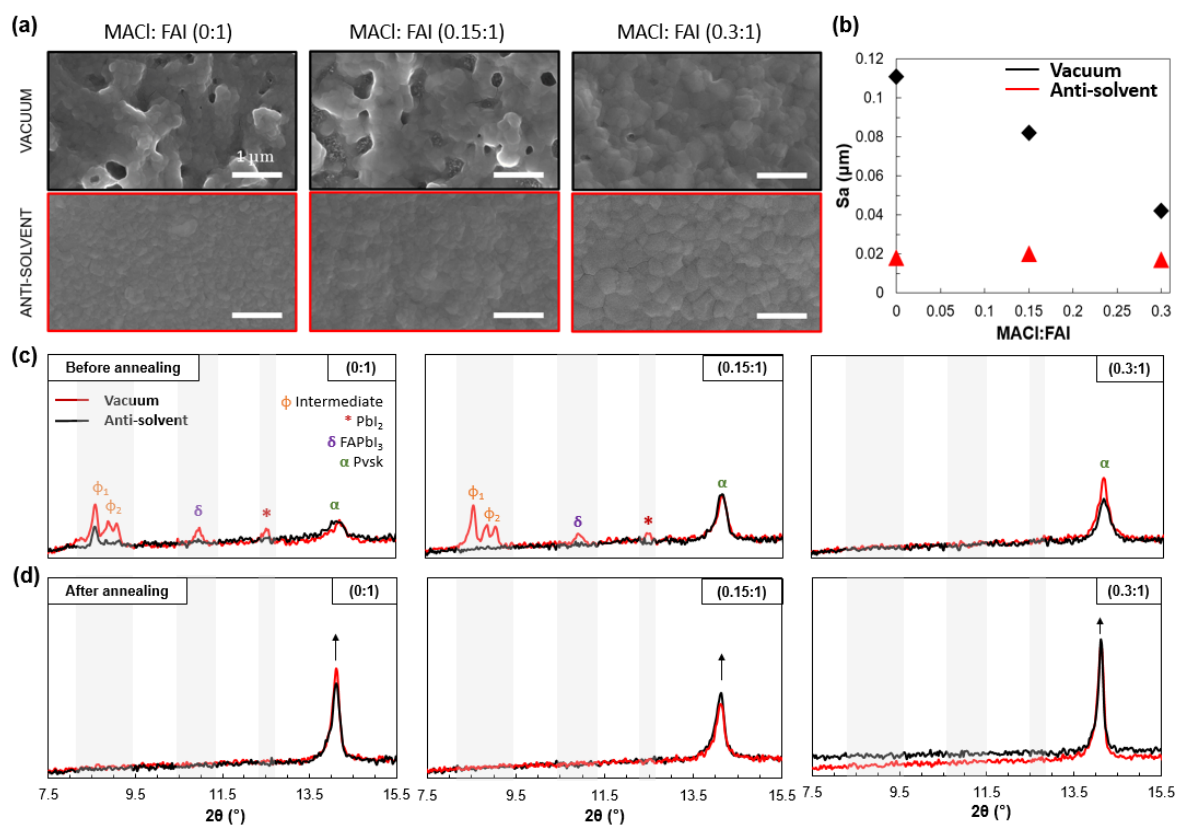 (a)
MACl: FAI (0:1)
MACl: FAI (0.15:1)
MACl: FAI (0.3:1)
VACUUM
1 µm
ANTI-SOLVENT
(b)
0.12
0.1
0.08
0.06
0.04
0.02
0
Sa (µm)
Vacuum
Anti-solvent
0 0.05 0.1 0.15 0.2 0.25 0.3
MACl:FAI
(c)
Before annealing
(0:1)
Vacuum
Anti-solvent
ϕ Intermediate
* PbI₂
δ FAPbI₃
α Pvsk
ϕ₁
ϕ₂
δ
*
α
(0.15:1)
ϕ₁
ϕ₂
δ
*
α
(0.3:1)
α
(d)
After annealing
(0:1)
(0.15:1)
(0.3:1)
7.5 9.5 11.5 13.5 15.5
2θ (°)
7.5 9.5 11.5 13.5 15.5
2θ (°)
7.5 9.5 11.5 13.5 15.5
2θ (°)